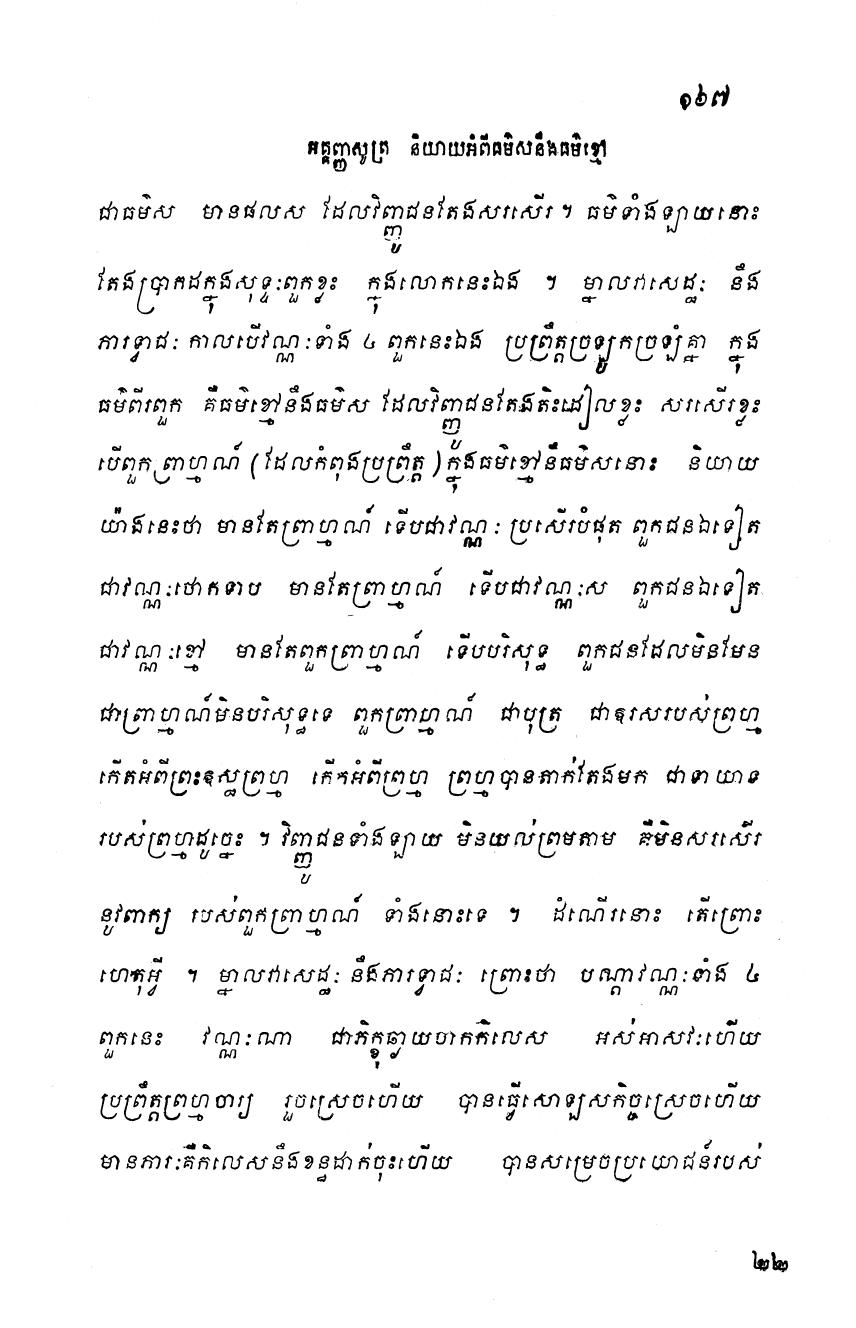 ១៦៧
អគ្គញ្ញសូត្រ និយាយអំពីធម៌សនឹងធម៌ខ្មៅ
ជាធម៌ស មានផលស ដែលវិញ្ញូជនតែងសរសើរ ។ ធម៌ទាំងឡាយនោះ
តែងប្រាកដក្នុងសុទ្ទៈពួកខ្លះ ក្នុងលោកនេះឯង ។ ម្នាលវាសេដ្ឋៈ នឹង
ភារទ្វាជៈ កាលបើវណ្ណៈទាំង ៤ ពួកនេះឯង ប្រព្រឹត្តច្រឡូកច្រឡំគ្នា ក្នុង
ធម៌ពីរពួក គឺធម៌ខ្មៅនឹងធម៌ស ដែលវិញ្ញូជនតែងតិះដៀលខ្លះ សរសើរខ្លះ
បើពួកព្រាហ្មណ៍ (ដែលកំពុងប្រព្រឹត្ត) ក្នុងធម៌ខ្មៅនឹធម៌សនោះ និយាយ
យ៉ាងនេះថា មានតែព្រាហ្មណ៍ ទើបជាវណ្ណៈ ប្រសើរបំផុត ពួកជនឯទៀត
ជាវណ្ណៈថោកទាប មានតែព្រាហ្មណ៍ ទើបជាវណ្ណៈស ពួកជនឯទៀត
ជាវណ្ណៈខ្មៅ មានតែពួកព្រាហ្មណ៍ ទើបបរិសុទ្ធ ពួកជនដែលមិនមែន
ជាព្រាហ្មណ៍មិនបរិសុទ្ធទេ ពួកព្រាហ្មណ៍ ជាបុត្រ ជាឱរសរបស់ព្រហ្ម
កើតអំពីព្រះឧស្ឋព្រហ្ម កើតអំពីព្រហ្ម ព្រហ្មបានតាក់តែងមក ជាទាយាទ
របស់ព្រហ្មដូច្នេះ ។ វិញ្ញូជនទាំងឡាយ មិនយល់ព្រមតាម គឺមិនសរសើរ
នូវពាក្យ របស់ពួកព្រាហ្មណ៍ ទាំងនោះទេ ។ ដំណើរនោះ តើព្រោះ
ហេតុអ្វី ។ ម្នាលវាសេដ្ឋៈ នឹងភារទ្វាជៈ ព្រោះថា បណ្តាវណ្ណៈទាំង ៤
ពួកនេះ វណ្ណៈណា ជាភិក្ខុឆ្ងាយចាកកិលេស អស់អាសវៈហើយ
ប្រព្រឹត្តព្រហ្មចារ្យ រួចស្រេចហើយ បានធ្វើសោឡសកិច្ចស្រេចហើយ
មានភារៈគឺកិលេសនឹងខន្ធដាក់ចុះហើយ បានសម្រេចប្រយោជន៍របស់
២២